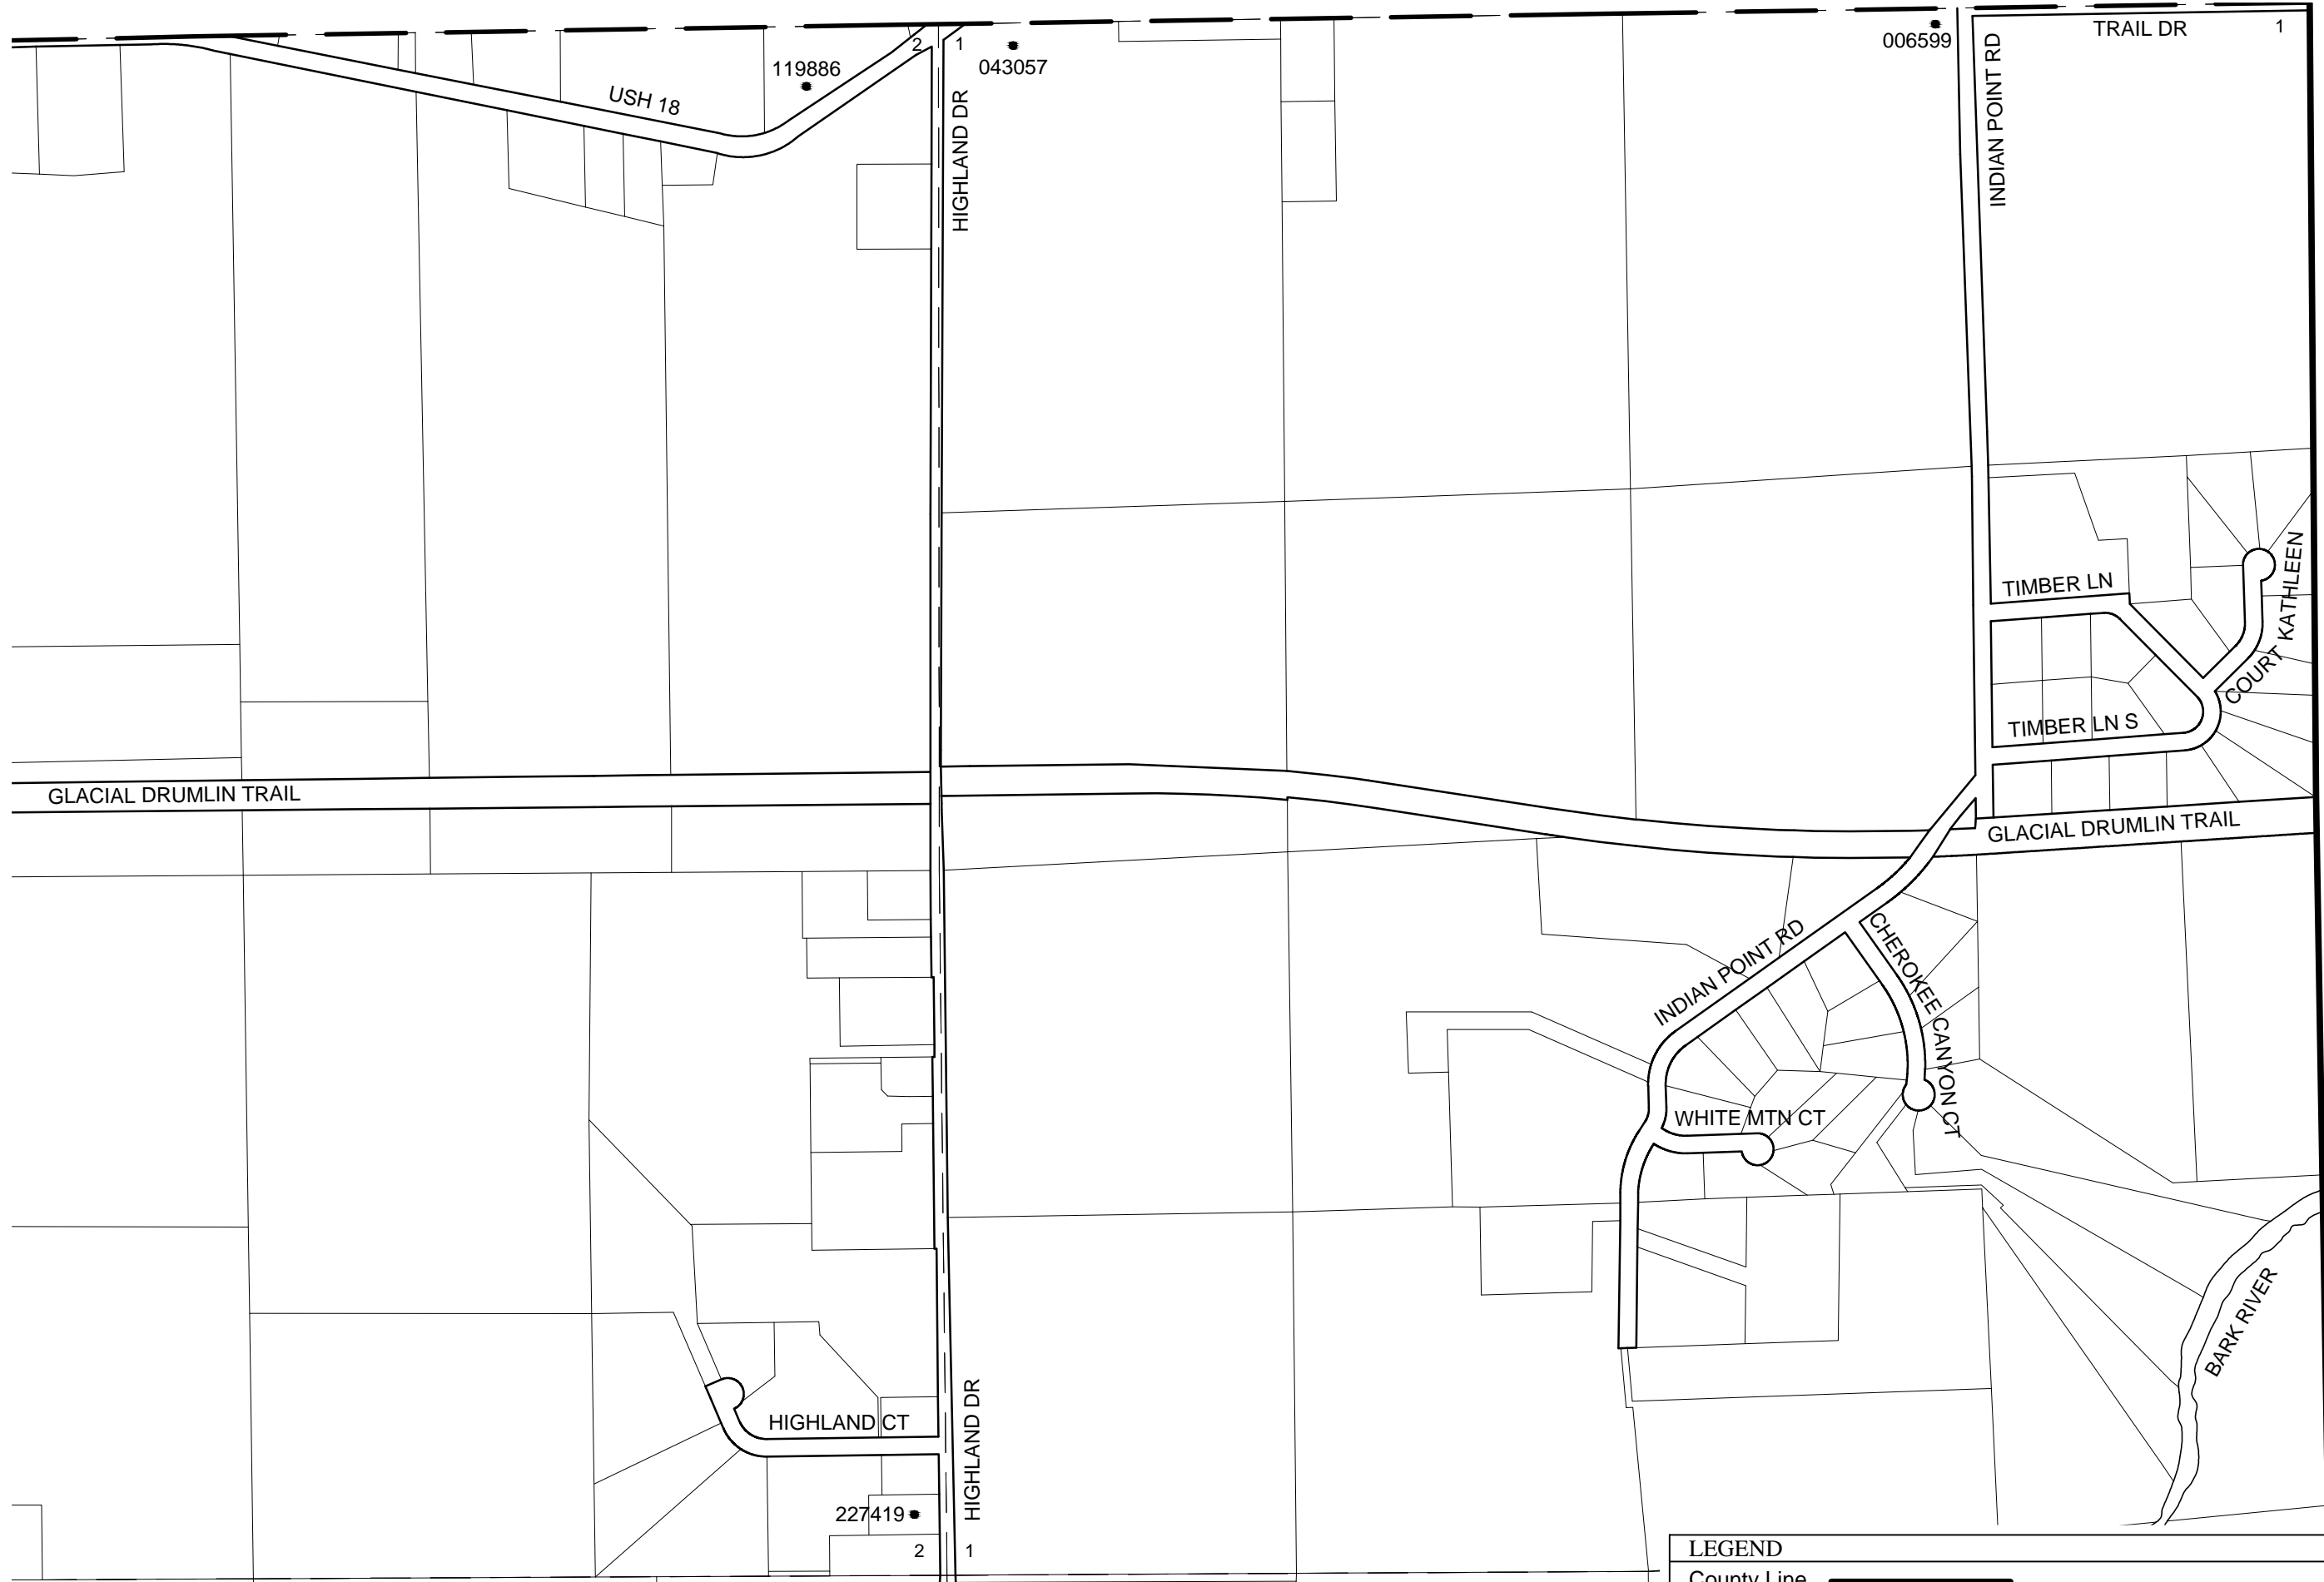 TRAIL DR
1
006599
2
1
043057
119886
USH 18
HIGHLAND DR
INDIAN POINT RD
TIMBER LN
COURT KATHLEEN
TIMBER LN S
GLACIAL DRUMLIN TRAIL
GLACIAL DRUMLIN TRAIL
INDIAN POINT RD
CHEROKEE CANYON CT
WHITE MTN CT
BARK RIVER
HIGHLAND CT
HIGHLAND DR
227419
2
1
LEGEND
County Line